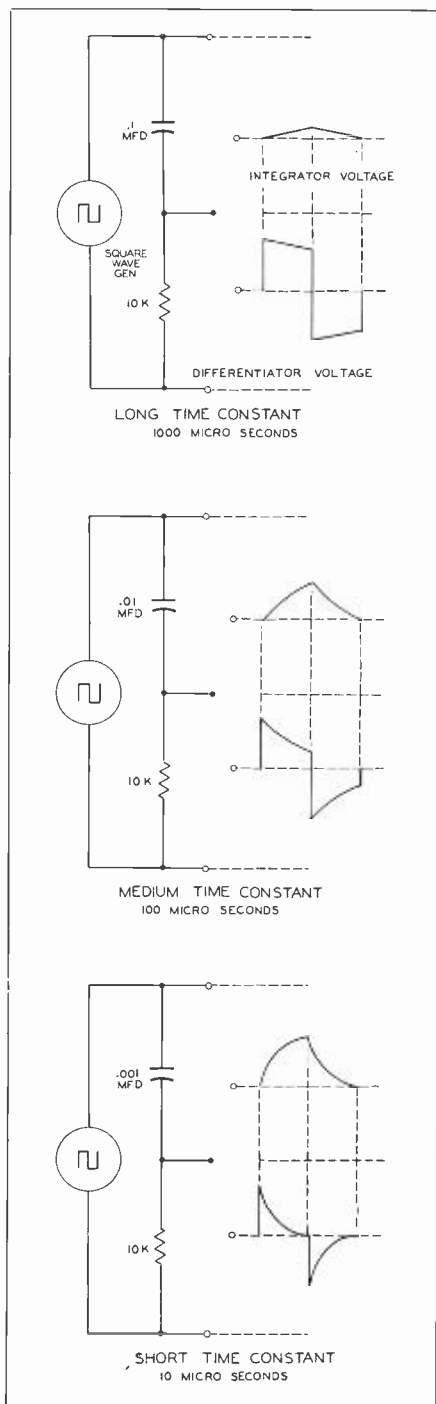 .1
MFD
INTEGRATOR VOLTAGE
SQUARE
WAVE
GEN
10 K
DIFFERENTIATOR VOLTAGE
LONG TIME CONSTANT
1000 MICRO SECONDS
.01
MFD
10 K
MEDIUM TIME CONSTANT
100 MICRO SECONDS
.001
MFD
10K
SHORT TIME CONSTANT
10 MICRO SECONDS